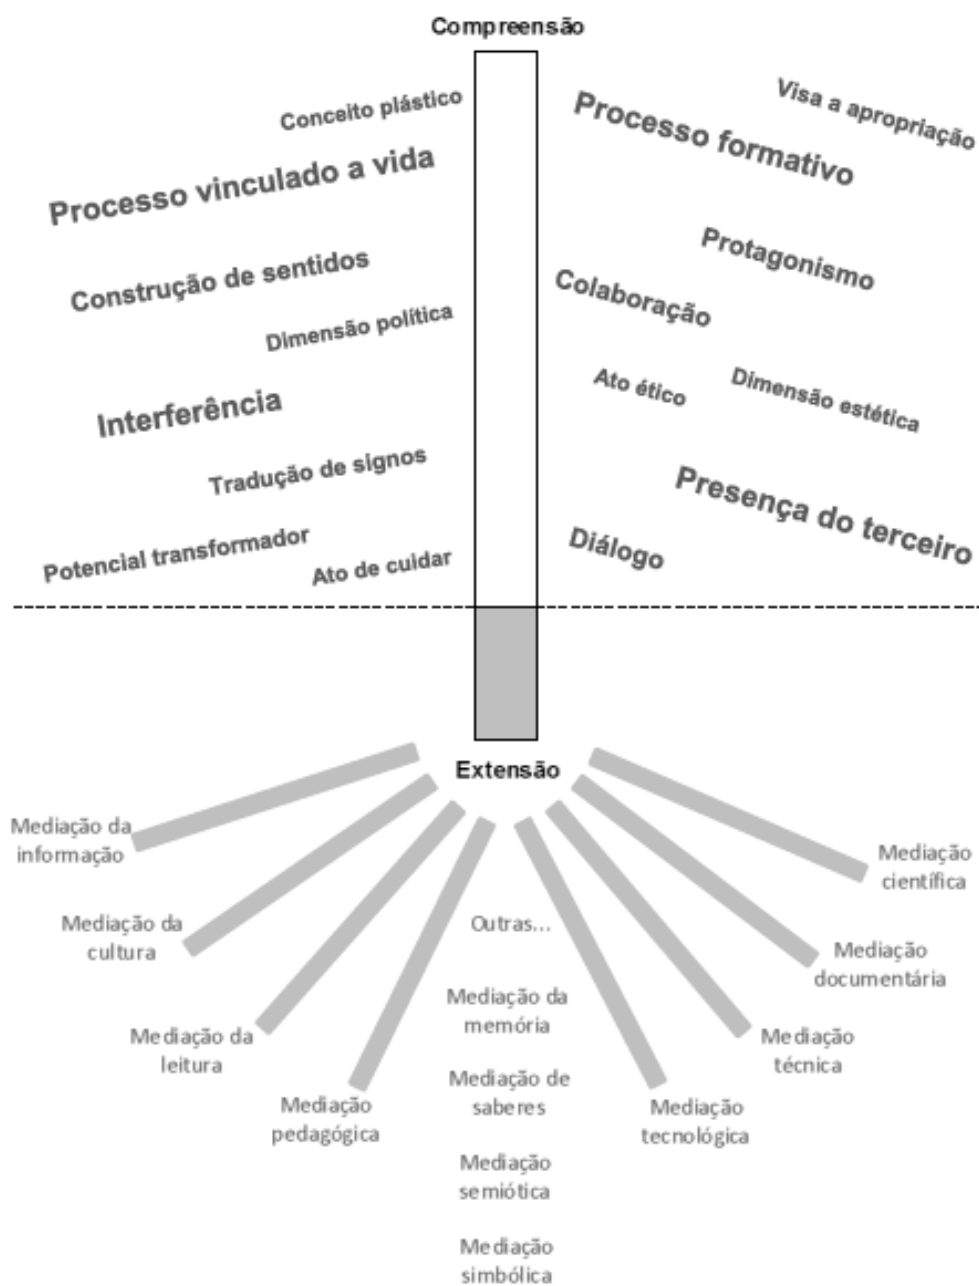 Compreensão
Conceito plástico
Processo vinculado a vida
Construção de sentidos
Dimensão política
Interferência
Tradução de signos
Potencial transformador
Ato de cuidar
Visa a apropriação
Processo formativo
Protagonismo
Colaboração
Ato ético
Dimensão estética
Presença do terceiro
Diálogo
Extensão
Mediação da
informação
Mediação da
cultura
Mediação da
leitura
Mediação
pedagógica
Outras...
Mediação da
memória
Mediação de
saberes
Mediação
semiótica
Mediação
simbólica
Mediação
tecnológica
Mediação
técnica
Mediação
documentária
Mediação
científica